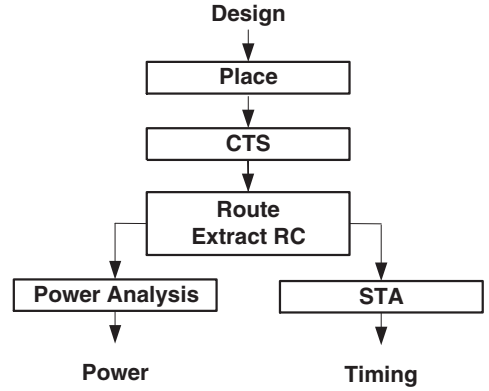 Design
Place
CTS
Route
Extract RC
Power Analysis
STA
Power
Timing